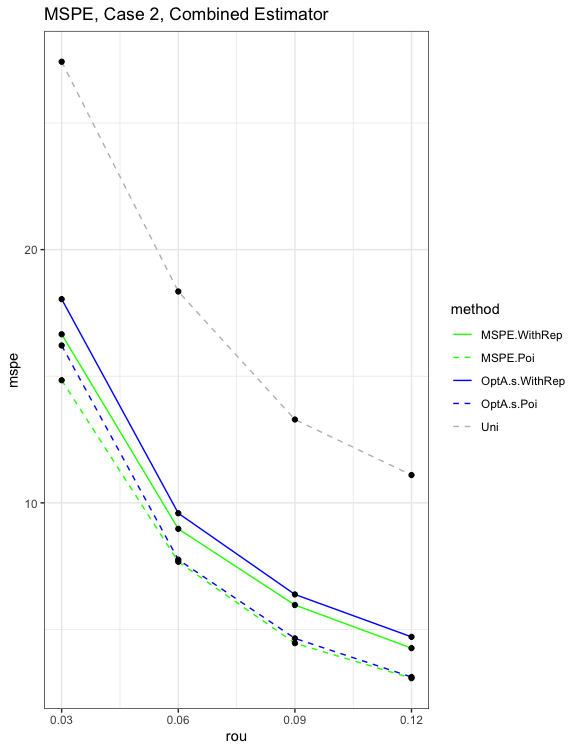 MSPE, Case 2, Combined Estimator
mspe
20
10
0.03 0.06 0.09 0.12
rou
method
MSPE.WithRep
MSPE.Poi
OptA.s.WithRep
OptA.s.Poi
Uni